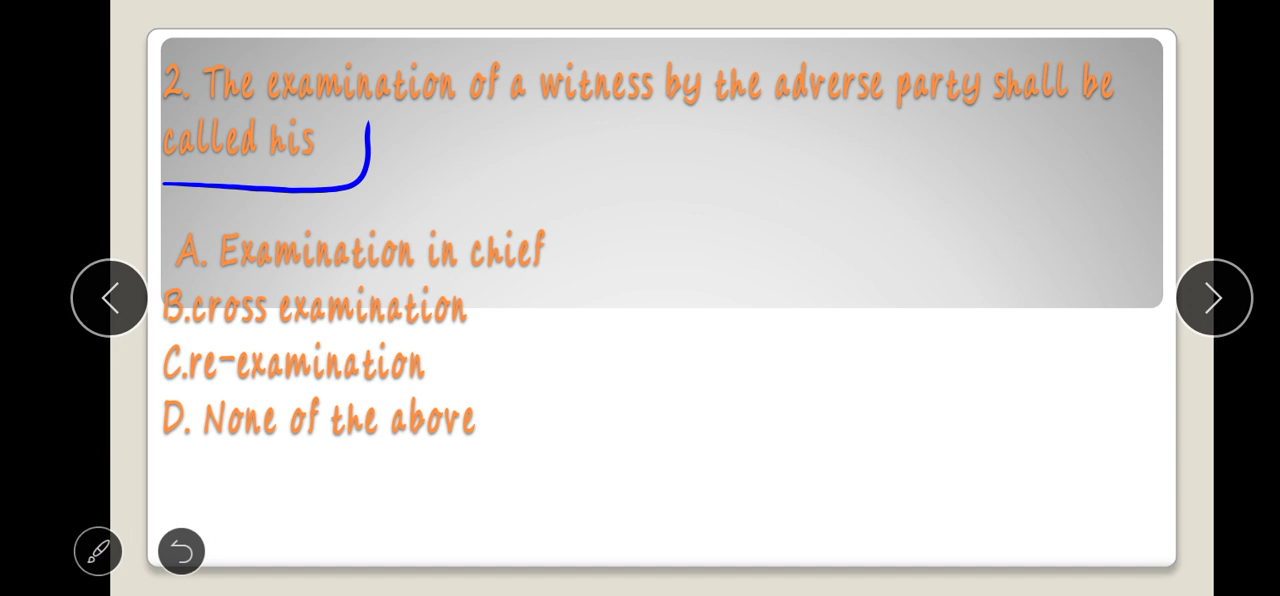 2. The examination of a witness by the adverse party shall be
called his
A. Examination in chief
B.cross examination
C.re-examination
D. None of the above